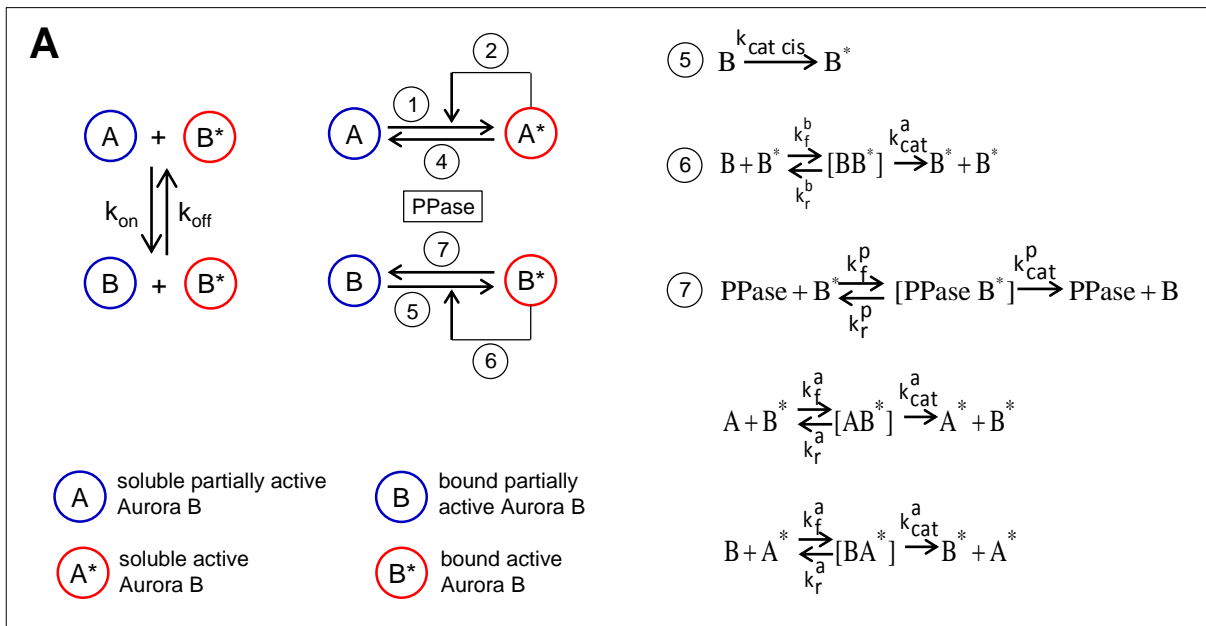 A
A + B*
k_on k_off
B + B*
2
1
A A*
4
PPase
7
B B*
5
6
5 B k_cat cis → B*
6 B + B* k_f^b ⇄ k_r^b [BB*] k_cat^a → B* + B*
7 PPase + B* k_f^p ⇄ k_r^p [PPase B*] k_cat^p → PPase + B
A + B* k_f^a ⇄ k_r^a [AB*] k_cat^a → A* + B*
B + A* k_f^a ⇄ k_r^a [BA*] k_cat^a → B* + A*
A soluble partially active
Aurora B
B bound partially
active Aurora B
A* soluble active
Aurora B
B* bound active
Aurora B